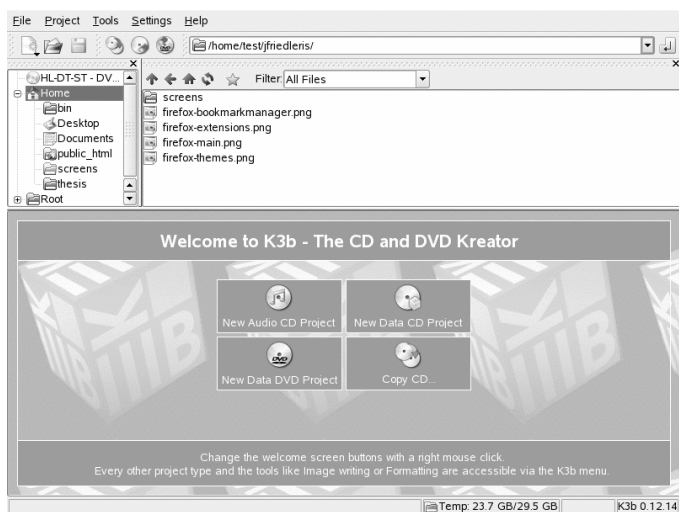 File Project Tools Settings Help
/home/test/jfriedleris/
HL-DT-ST - DV...
Home
bin
Desktop
Documents
public_html
screens
thesis
Root
Filter: All Files
screens
firefox-bookmarkmanager.png
firefox-extensions.png
firefox-main.png
firefox-themes.png
Welcome to K3b - The CD and DVD Kreator
New Audio CD Project
New Data CD Project
New Data DVD Project
Copy CD...
Change the welcome screen buttons with a right mouse click.
Every other project type and the tools like Image writing or Formatting are accessible via the K3b menu.
Temp: 23.7 GB/29.5 GB
K3b 0.12.14